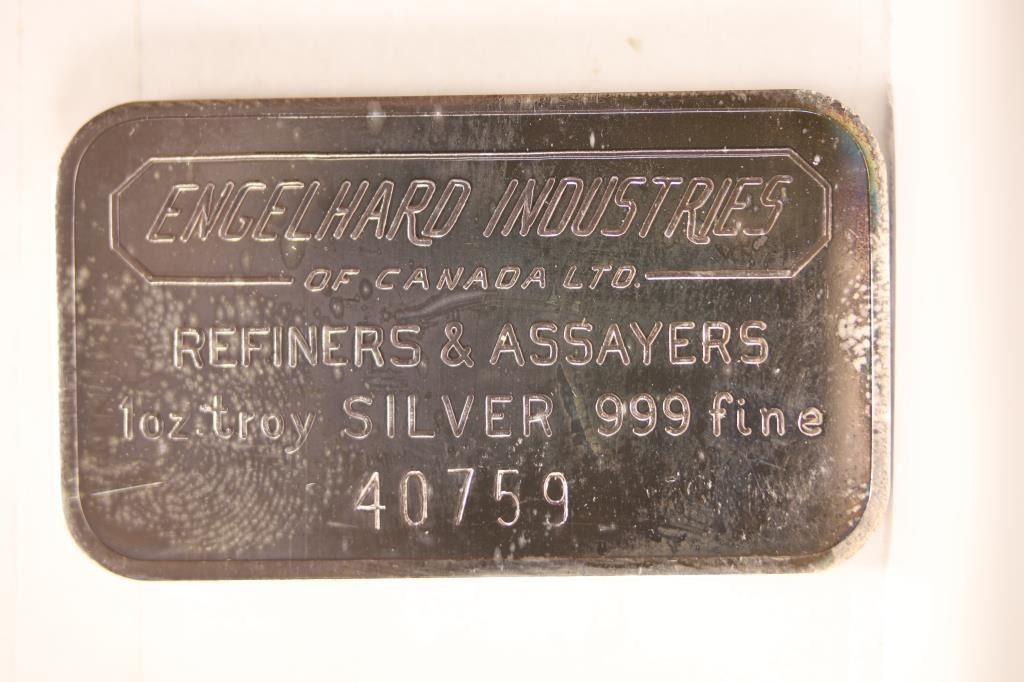 ENGELHARD INDUSTRIES
OF CANADA LTD.
REFINERS & ASSAYERS
1oz troy SILVER 999 fine
40759